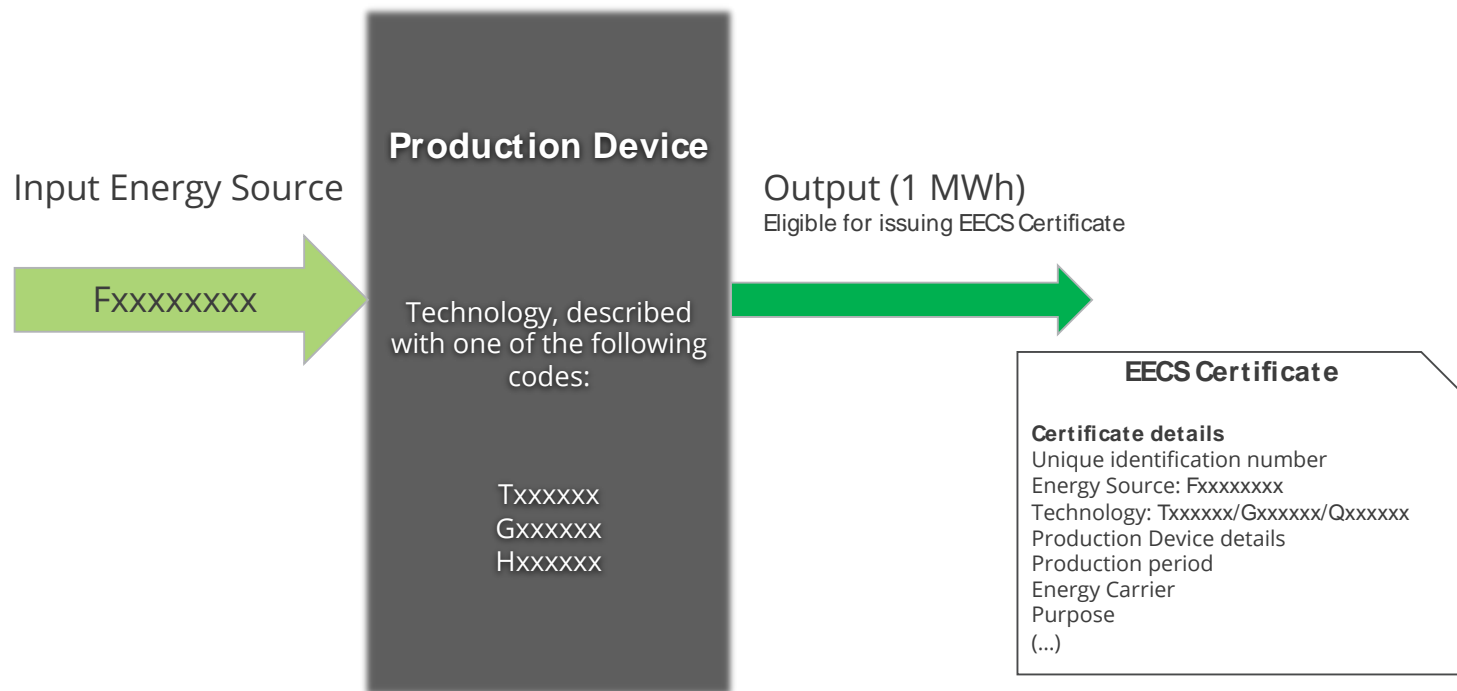 Input Energy Source
Fxxxxxxxx
Production Device
Technology, described
with one of the following
codes:
Txxxxxx
Gxxxxxx
Hxxxxxx
Output (1 MWh)
Eligible for issuing EECS Certificate
EECS Certificate
Certificate details
Unique identification number
Energy Source: Fxxxxxxxx
Technology: Txxxxxx/Gxxxxxx/Qxxxxxx
Production Device details
Production period
Energy Carrier
Purpose
(...)